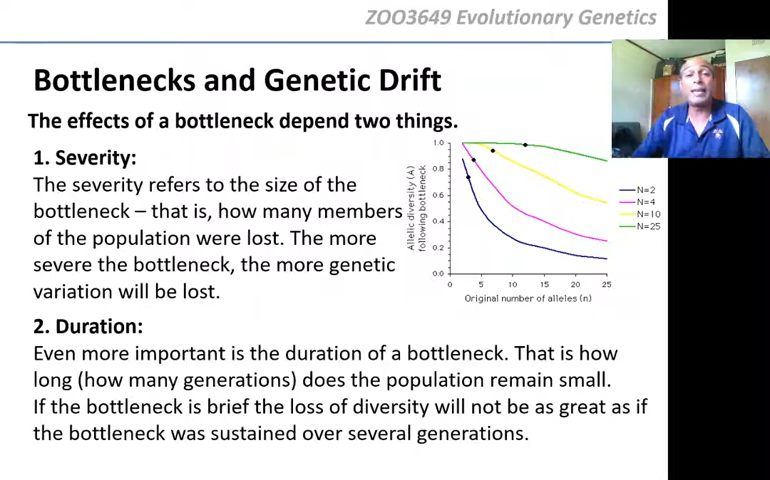 ZOO3649 Evolutionary Genetics
Bottlenecks and Genetic Drift
The effects of a bottleneck depend two things.
1. Severity:
The severity refers to the size of the
bottleneck – that is, how many members
of the population were lost. The more
severe the bottleneck, the more genetic
variation will be lost.
Allelic diversity (A)
following bottleneck
1.0
0.8
0.6
0.4
0.2
0.0
0 5 10 15 20 25
Original number of alleles (n)
N=2
N=4
N=10
N=25
2. Duration:
Even more important is the duration of a bottleneck. That is how
long (how many generations) does the population remain small.
If the bottleneck is brief the loss of diversity will not be as great as if
the bottleneck was sustained over several generations.